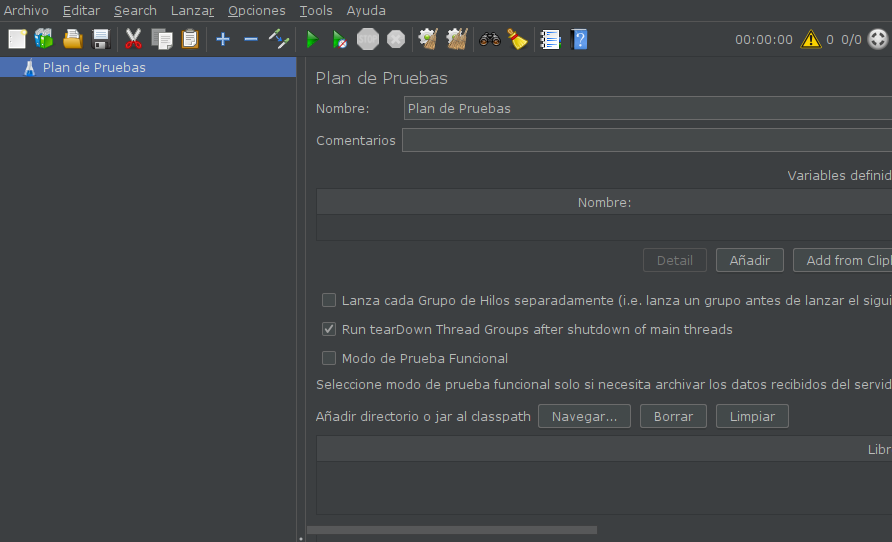 Archivo Editar Search Lanzar Opciones Tools Ayuda
STOP 00:00:00 0 0/0
Plan de Pruebas
Plan de Pruebas
Nombre: Plan de Pruebas
Comentarios
Variables definid
Nombre:
Detail Añadir Add from Clip
Lanza cada Grupo de Hilos separadamente (i.e. lanza un grupo antes de lanzar el sigui
Run tearDown Thread Groups after shutdown of main threads
Modo de Prueba Funcional
Seleccione modo de prueba funcional solo si necesita archivar los datos recibidos del servid
Añadir directorio o jar al classpath Navegar... Borrar Limpiar
Libr